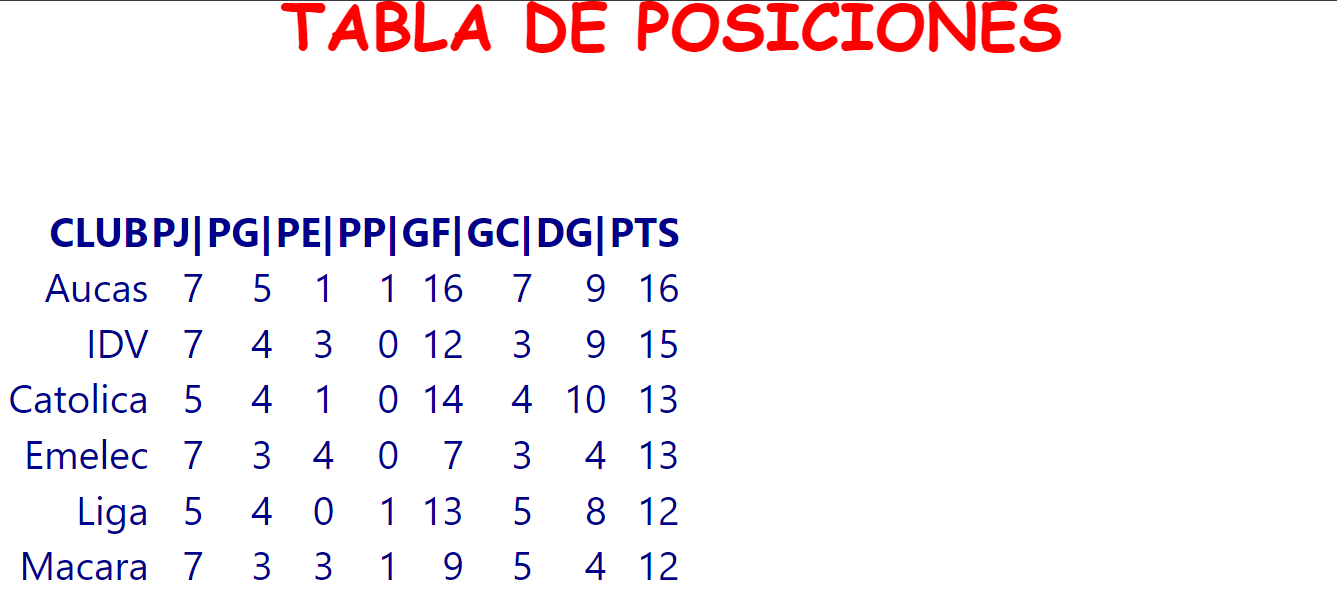 TABLA DE POSICIONES
CLUB PJ| PG| PE| PP| GF| GC| DG| PTS
Aucas 7 5 1 1 16 7 9 16
IDV 7 4 3 0 12 3 9 15
Catolica 5 4 1 0 14 4 10 13
Emelec 7 3 4 0 7 3 4 13
Liga 5 4 0 1 13 5 8 12
Macara 7 3 3 1 9 5 4 12